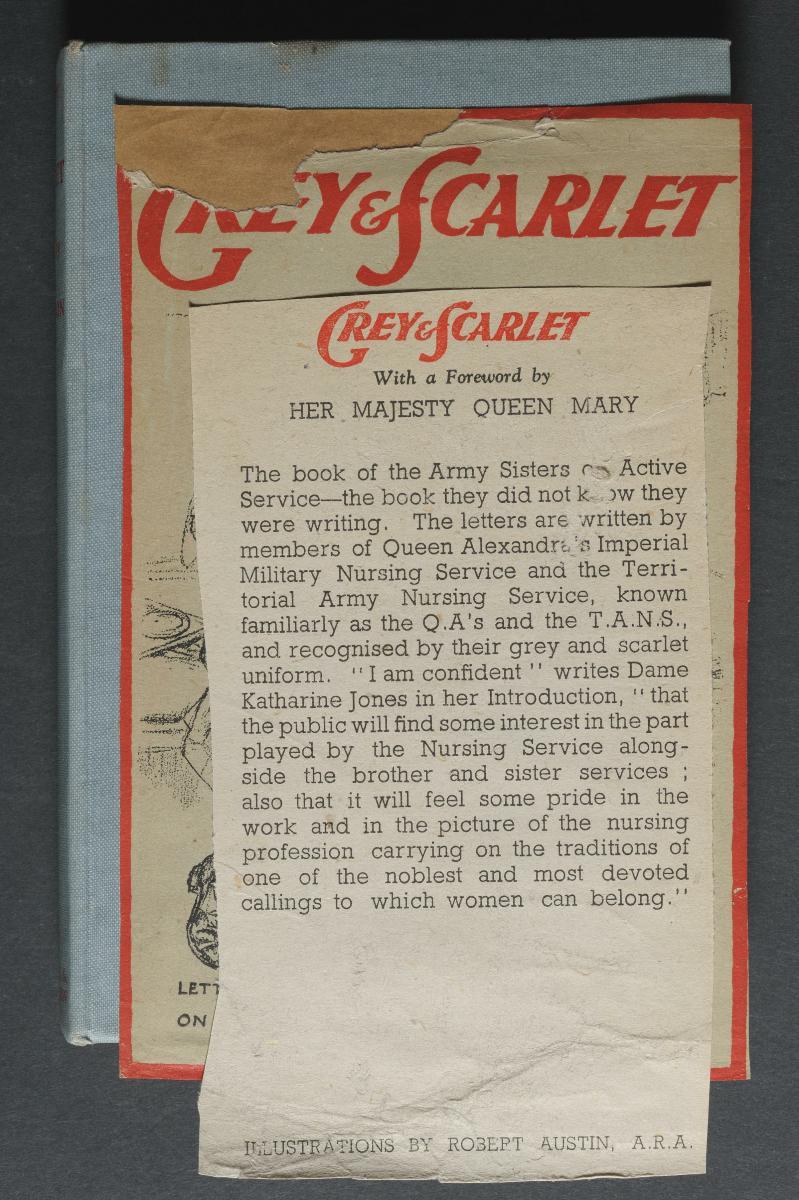 GREY & SCARLET
GREY & SCARLET
With a Foreword by
HER MAJESTY QUEEN MARY
The book of the Army Sisters Active
Service—the book they did not they
were writing. The letters are written by
members of Queen Alexandra's Imperial
Military Nursing Service and the Terri-
torial Army Nursing Service, known
familiarly as the Q.A's and the T.A.N.S.,
and recognised by their grey and scarlet
uniform. "I am confident" writes Dame
Katharine Jones in her Introduction, "that
the public will find some interest in the part
played by the Nursing Service along-
side the brother and sister services ;
also that it will feel some pride in the
work and in the picture of the nursing
profession carrying on the traditions of
one of the noblest and most devoted
callings to which women can belong."
LETT
ON
ILLUSTRATIONS BY ROBERT AUSTIN, A.R.A.